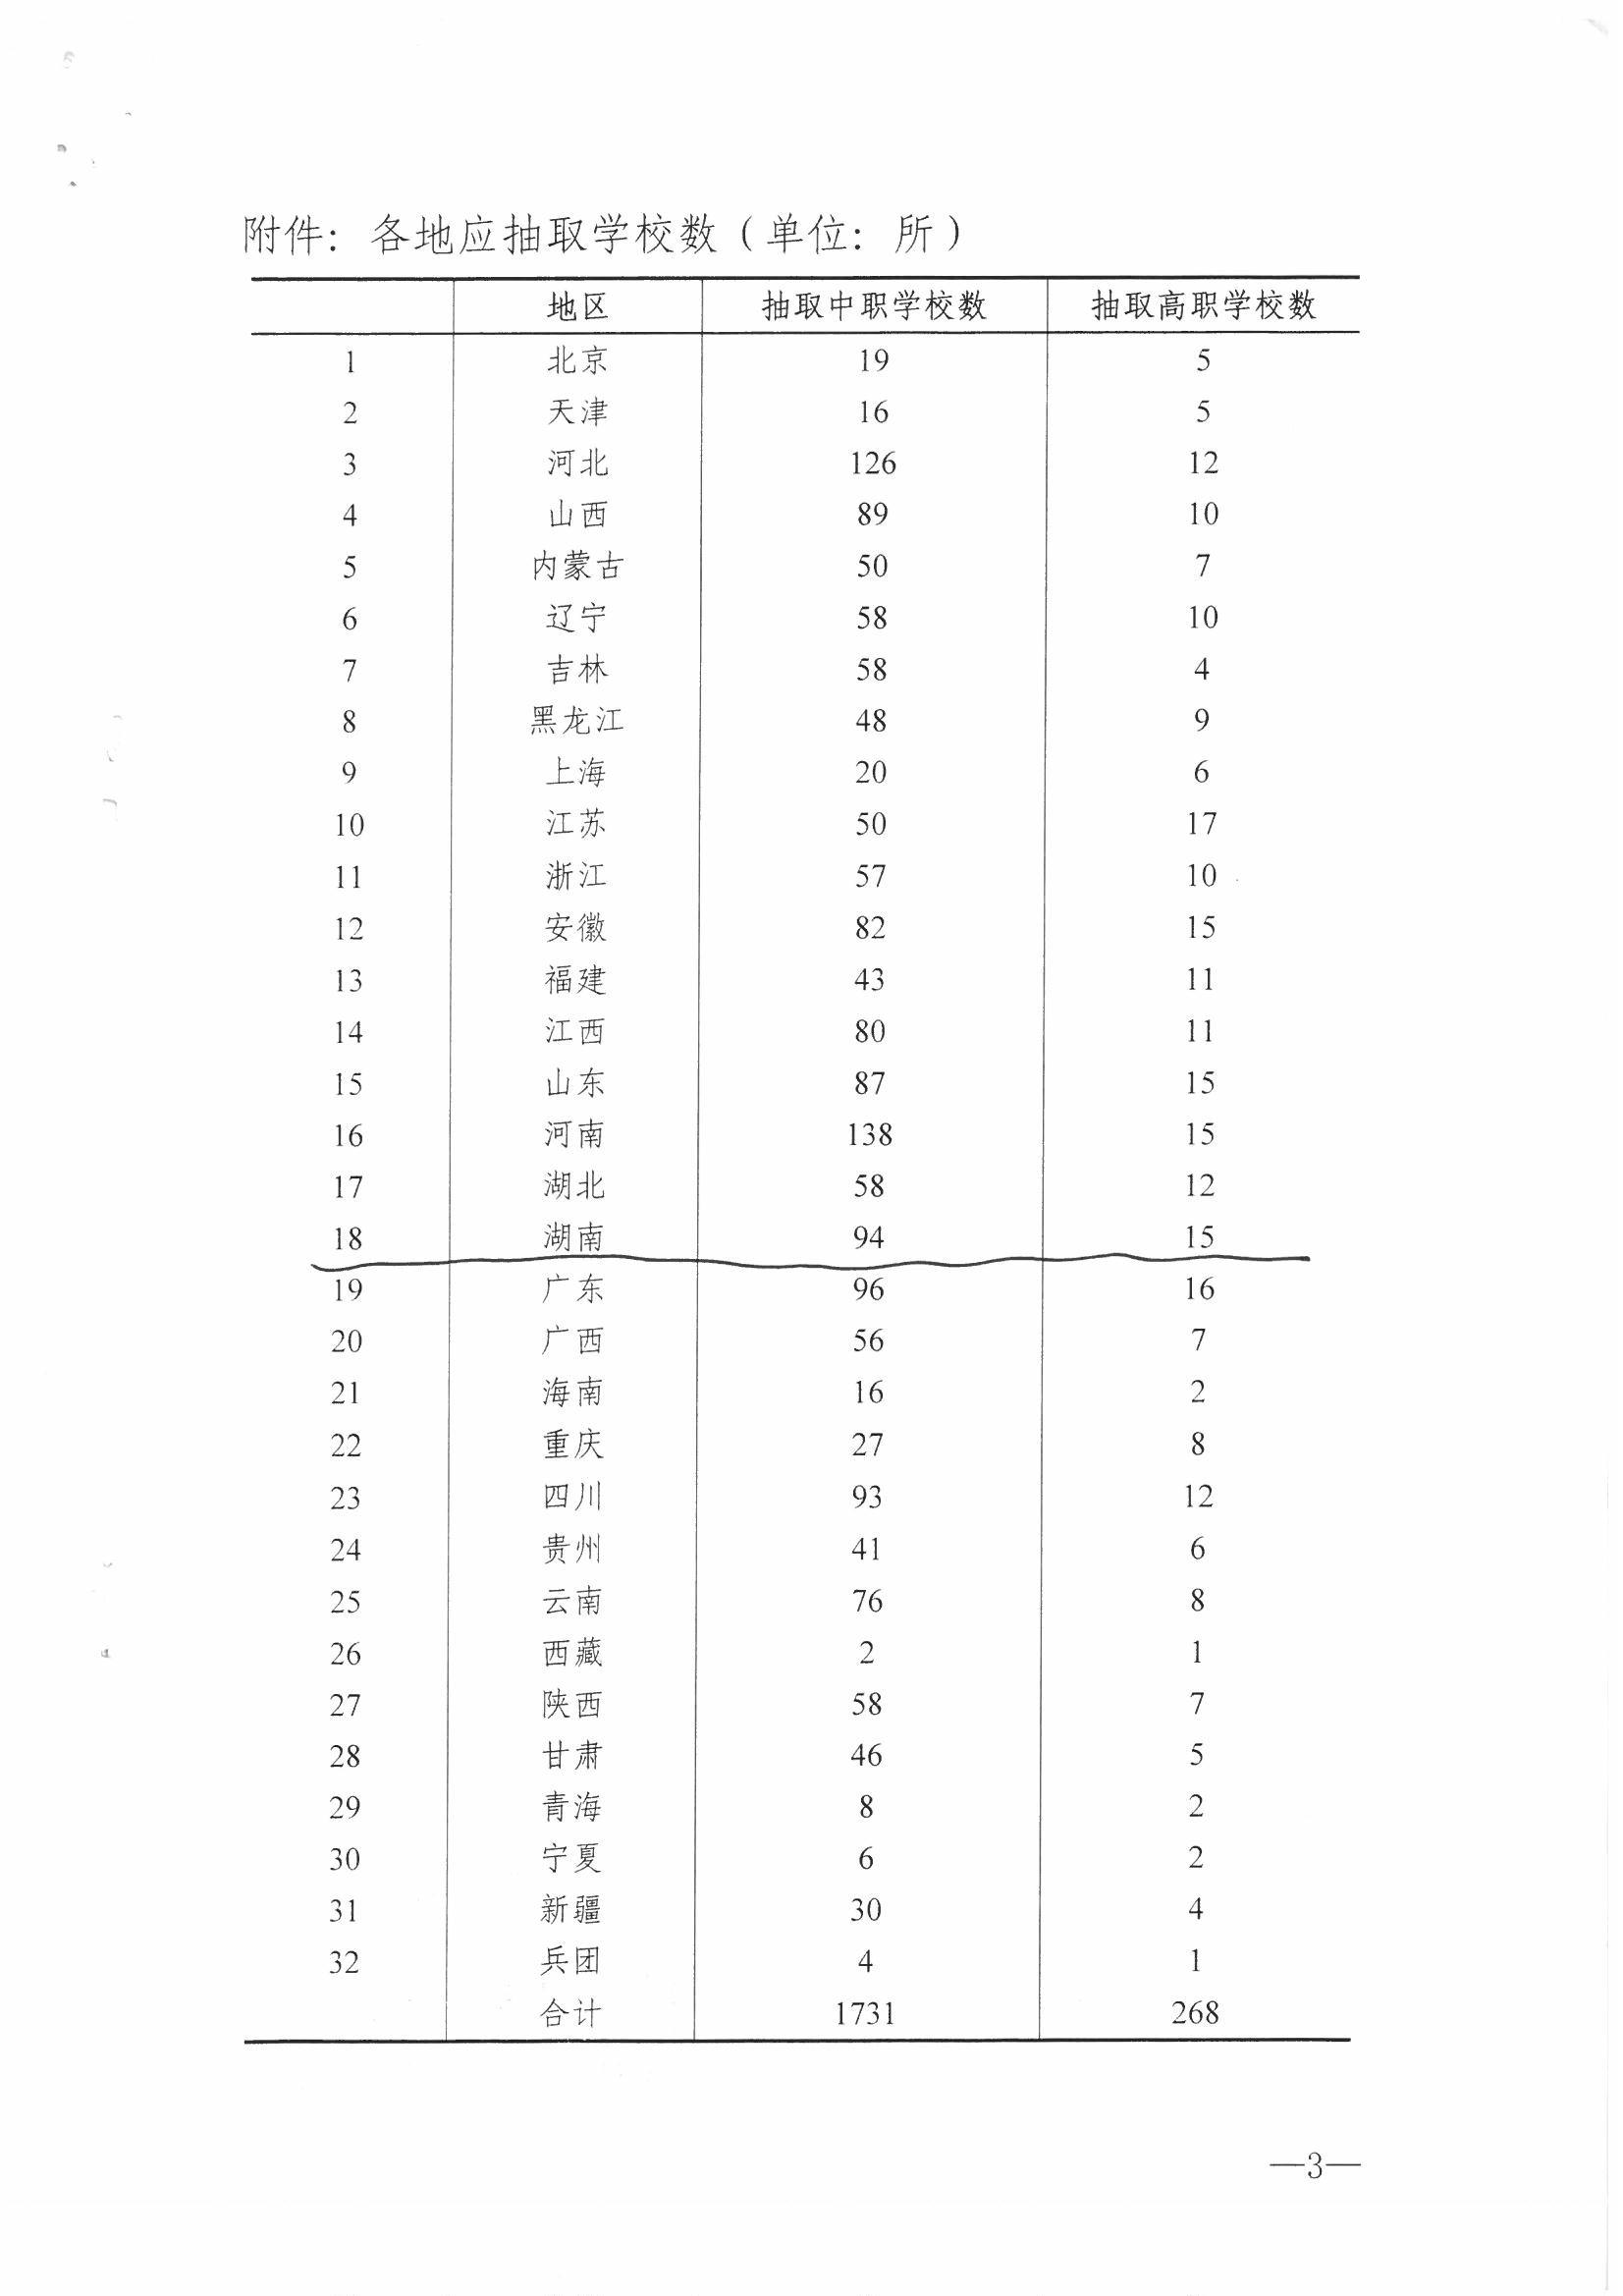 附件：各地应抽取学校数（单位：所）
地区 抽取中职学校数 抽取高职学校数
1 北京 19 5
2 天津 16 5
3 河北 126 12
4 山西 89 10
5 内蒙古 50 7
6 辽宁 58 10
7 吉林 58 4
8 黑龙江 48 9
9 上海 20 6
10 江苏 50 17
11 浙江 57 10
12 安徽 82 15
13 福建 43 11
14 江西 80 11
15 山东 87 15
16 河南 138 15
17 湖北 58 12
18 湖南 94 15
19 广东 96 16
20 广西 56 7
21 海南 16 2
22 重庆 27 8
23 四川 93 12
24 贵州 41 6
25 云南 76 8
26 西藏 2 1
27 陕西 58 7
28 甘肃 46 5
29 青海 8 2
30 宁夏 6 2
31 新疆 30 4
32 兵团 4 1
合计 1731 268
—3—